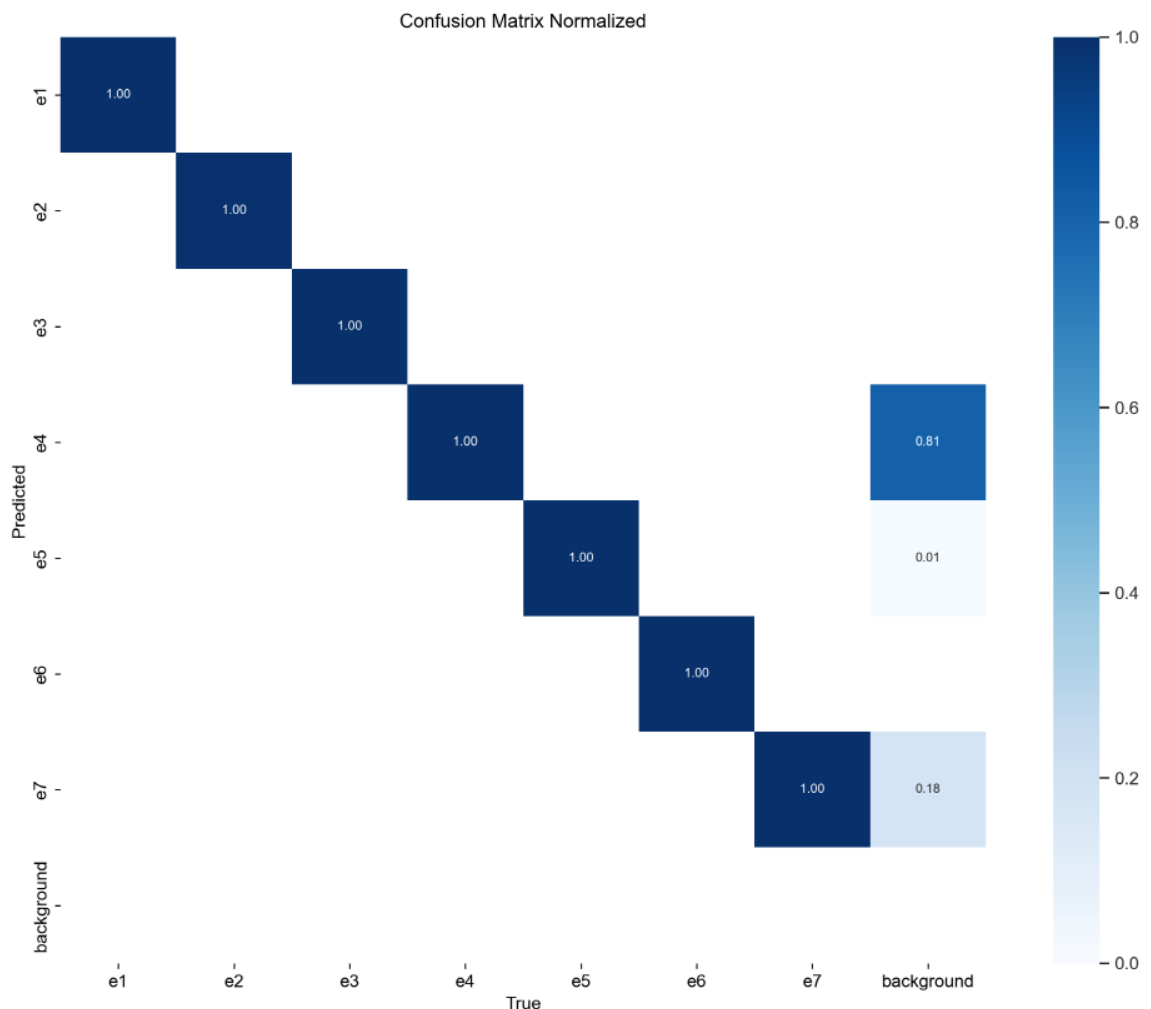 Confusion Matrix Normalized
1.0
e1
1.00
e2
1.00
0.8
e3
1.00
0.6
e4
1.00
0.81
Predicted
e5
1.00
0.01
0.4
e6
1.00
0.2
e7
1.00
0.18
background
0.0
e1 e2 e3 e4 e5 e6 e7 background
True